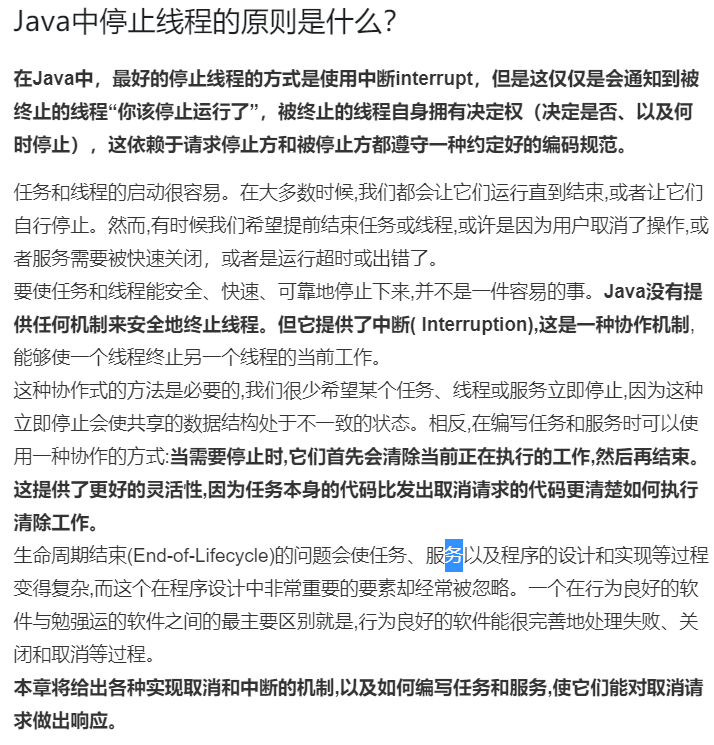 Java中停止线程的原则是什么？
在Java中，最好的停止线程的方式是使用中断interrupt，但是这仅仅是会通知到被
终止的线程“你该停止运行了”，被终止的线程自身拥有决定权（决定是否、以及何
时停止），这依赖于请求停止方和被停止方都遵守一种约定好的编码规范。
任务和线程的启动很容易。在大多数时候,我们都会让它们运行直到结束,或者让它们
自行停止。然而,有时候我们希望提前结束任务或线程,或许是因为用户取消了操作,或
者服务需要被快速关闭，或者是运行超时或出错了。
要使任务和线程能安全、快速、可靠地停止下来,并不是一件容易的事。Java没有提
供任何机制来安全地终止线程。但它提供了中断( Interruption),这是一种协作机制,
能够使一个线程终止另一个线程的当前工作。
这种协作式的方法是必要的,我们很少希望某个任务、线程或服务立即停止,因为这种
立即停止会使共享的数据结构处于不一致的状态。相反,在编写任务和服务时可以使
用一种协作的方式:当需要停止时,它们首先会清除当前正在执行的工作,然后再结束。
这提供了更好的灵活性,因为任务本身的代码比发出取消请求的代码更清楚如何执行
清除工作。
生命周期结束(End-of-Lifecycle)的问题会使任务、服务以及程序的设计和实现等过程
变得复杂,而这个在程序设计中非常重要的要素却经常被忽略。一个在行为良好的软
件与勉强运的软件之间的最主要区别就是,行为良好的软件能很完善地处理失败、关
闭和取消等过程。
本章将给出各种实现取消和中断的机制,以及如何编写任务和服务,使它们能对取消请
求做出响应。